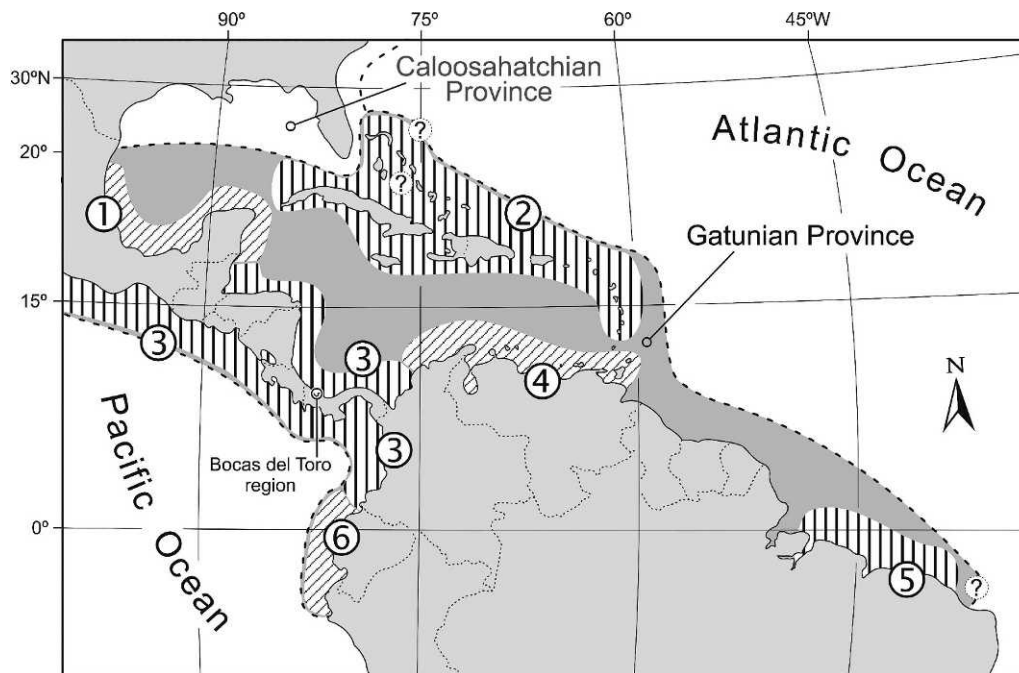 90º 75º 60º 45ºW
30ºN
Caloosahatchian
Province
Atlantic Ocean
?
20º
?
1
2
Gatunian Province
15º
3
3
4
N
Pacific Ocean
3
Bocas del Toro
region
0º
6
5
?